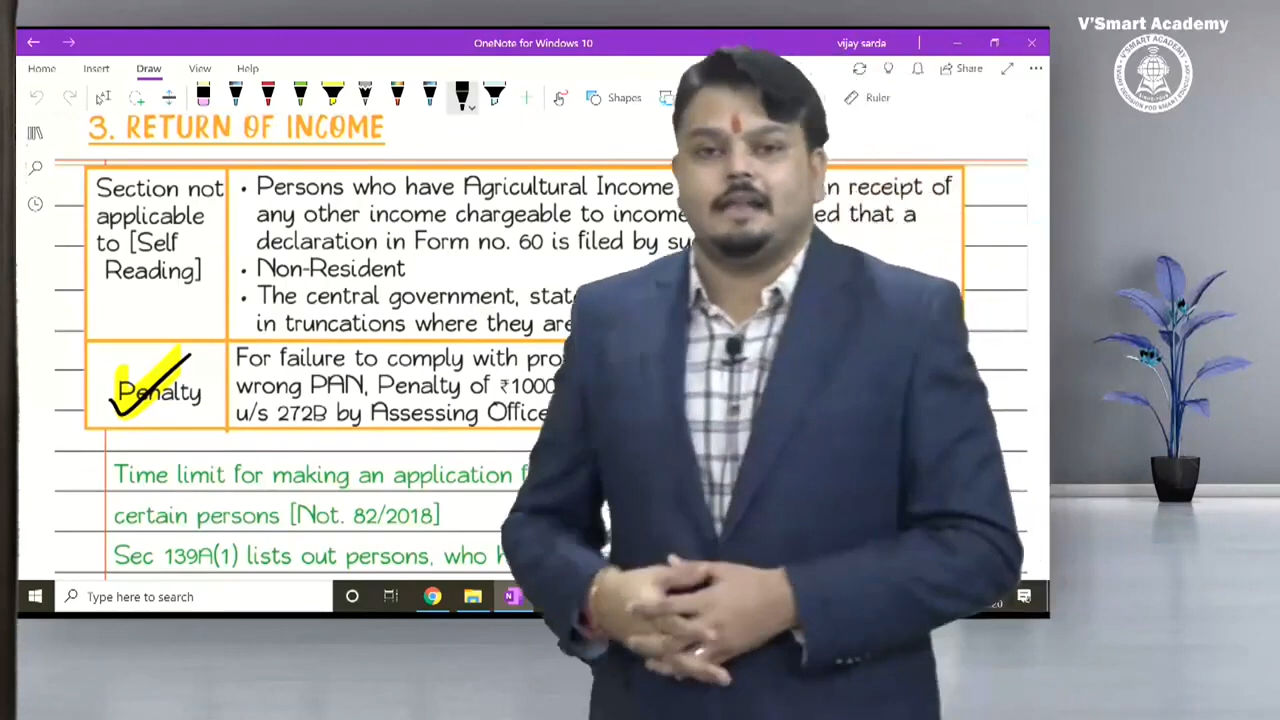 V'Smart Academy
OneNote for Windows 10
vijay sarda
Home Insert Draw View Help
Share
Shapes
Ruler
3. RETURN OF INCOME
Section not
applicable
to [Self
Reading]
• Persons who have Agricultural Income n receipt of
any other income chargeable to income ed that a
declaration in Form no. 60 is filed by su
• Non-Resident
• The central government, stat
in truncations where they are
Penalty
For failure to comply with pro
wrong PAN, Penalty of ₹1000
u/s 272B by Assessing Office
Time limit for making an application f
certain persons [Not. 82/2018]
Sec 139A(1) lists out persons, who h
Type here to search